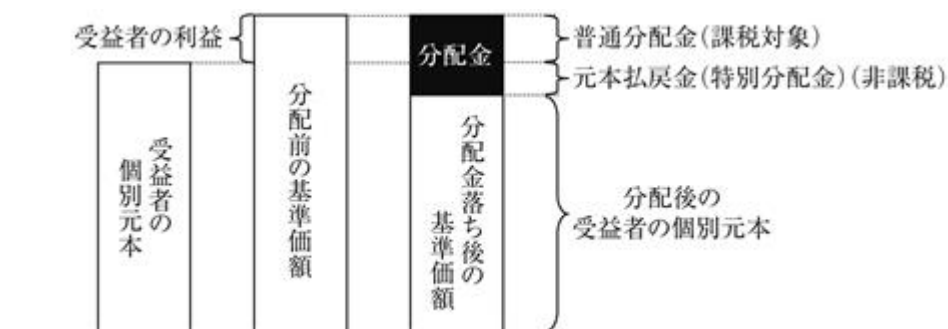 受益者の利益
分配金
普通分配金(課税対象)
元本払戻金(特別分配金)(非課税)
受益者の
個別元本
分配前の基準価額
分配金落ち後の
基準価額
分配後の
受益者の個別元本